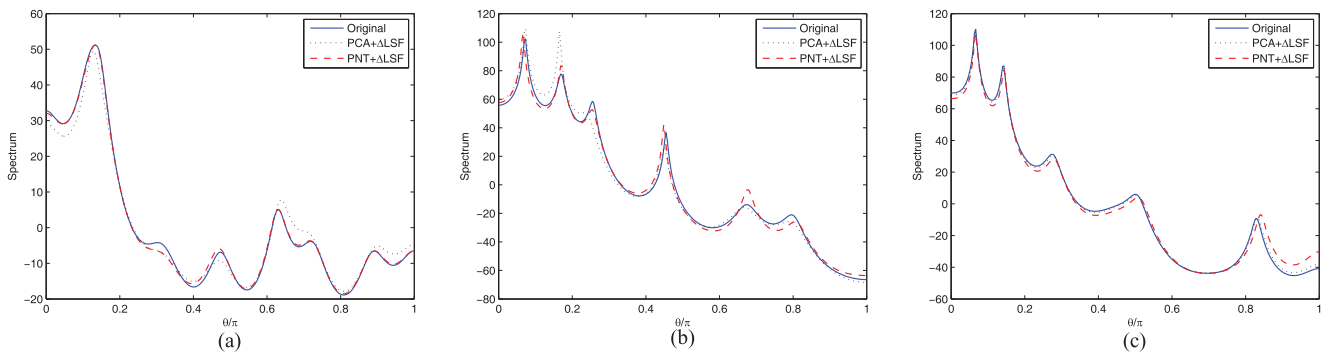 60
50
40
30
20
10
0
−10
−20
Spectrum
0
0.2
0.4
0.6
0.8
1
θ/π
Original
PCA+ΔLSF
PNT+ΔLSF
(a)
120
100
80
60
40
20
0
−20
−40
−60
−80
Spectrum
0
0.2
0.4
0.6
0.8
1
θ/π
Original
PCA+ΔLSF
PNT+ΔLSF
(b)
120
100
80
60
40
20
0
−20
−40
−60
Spectrum
0
0.2
0.4
0.6
0.8
1
θ/π
Original
PCA+ΔLSF
PNT+ΔLSF
(c)